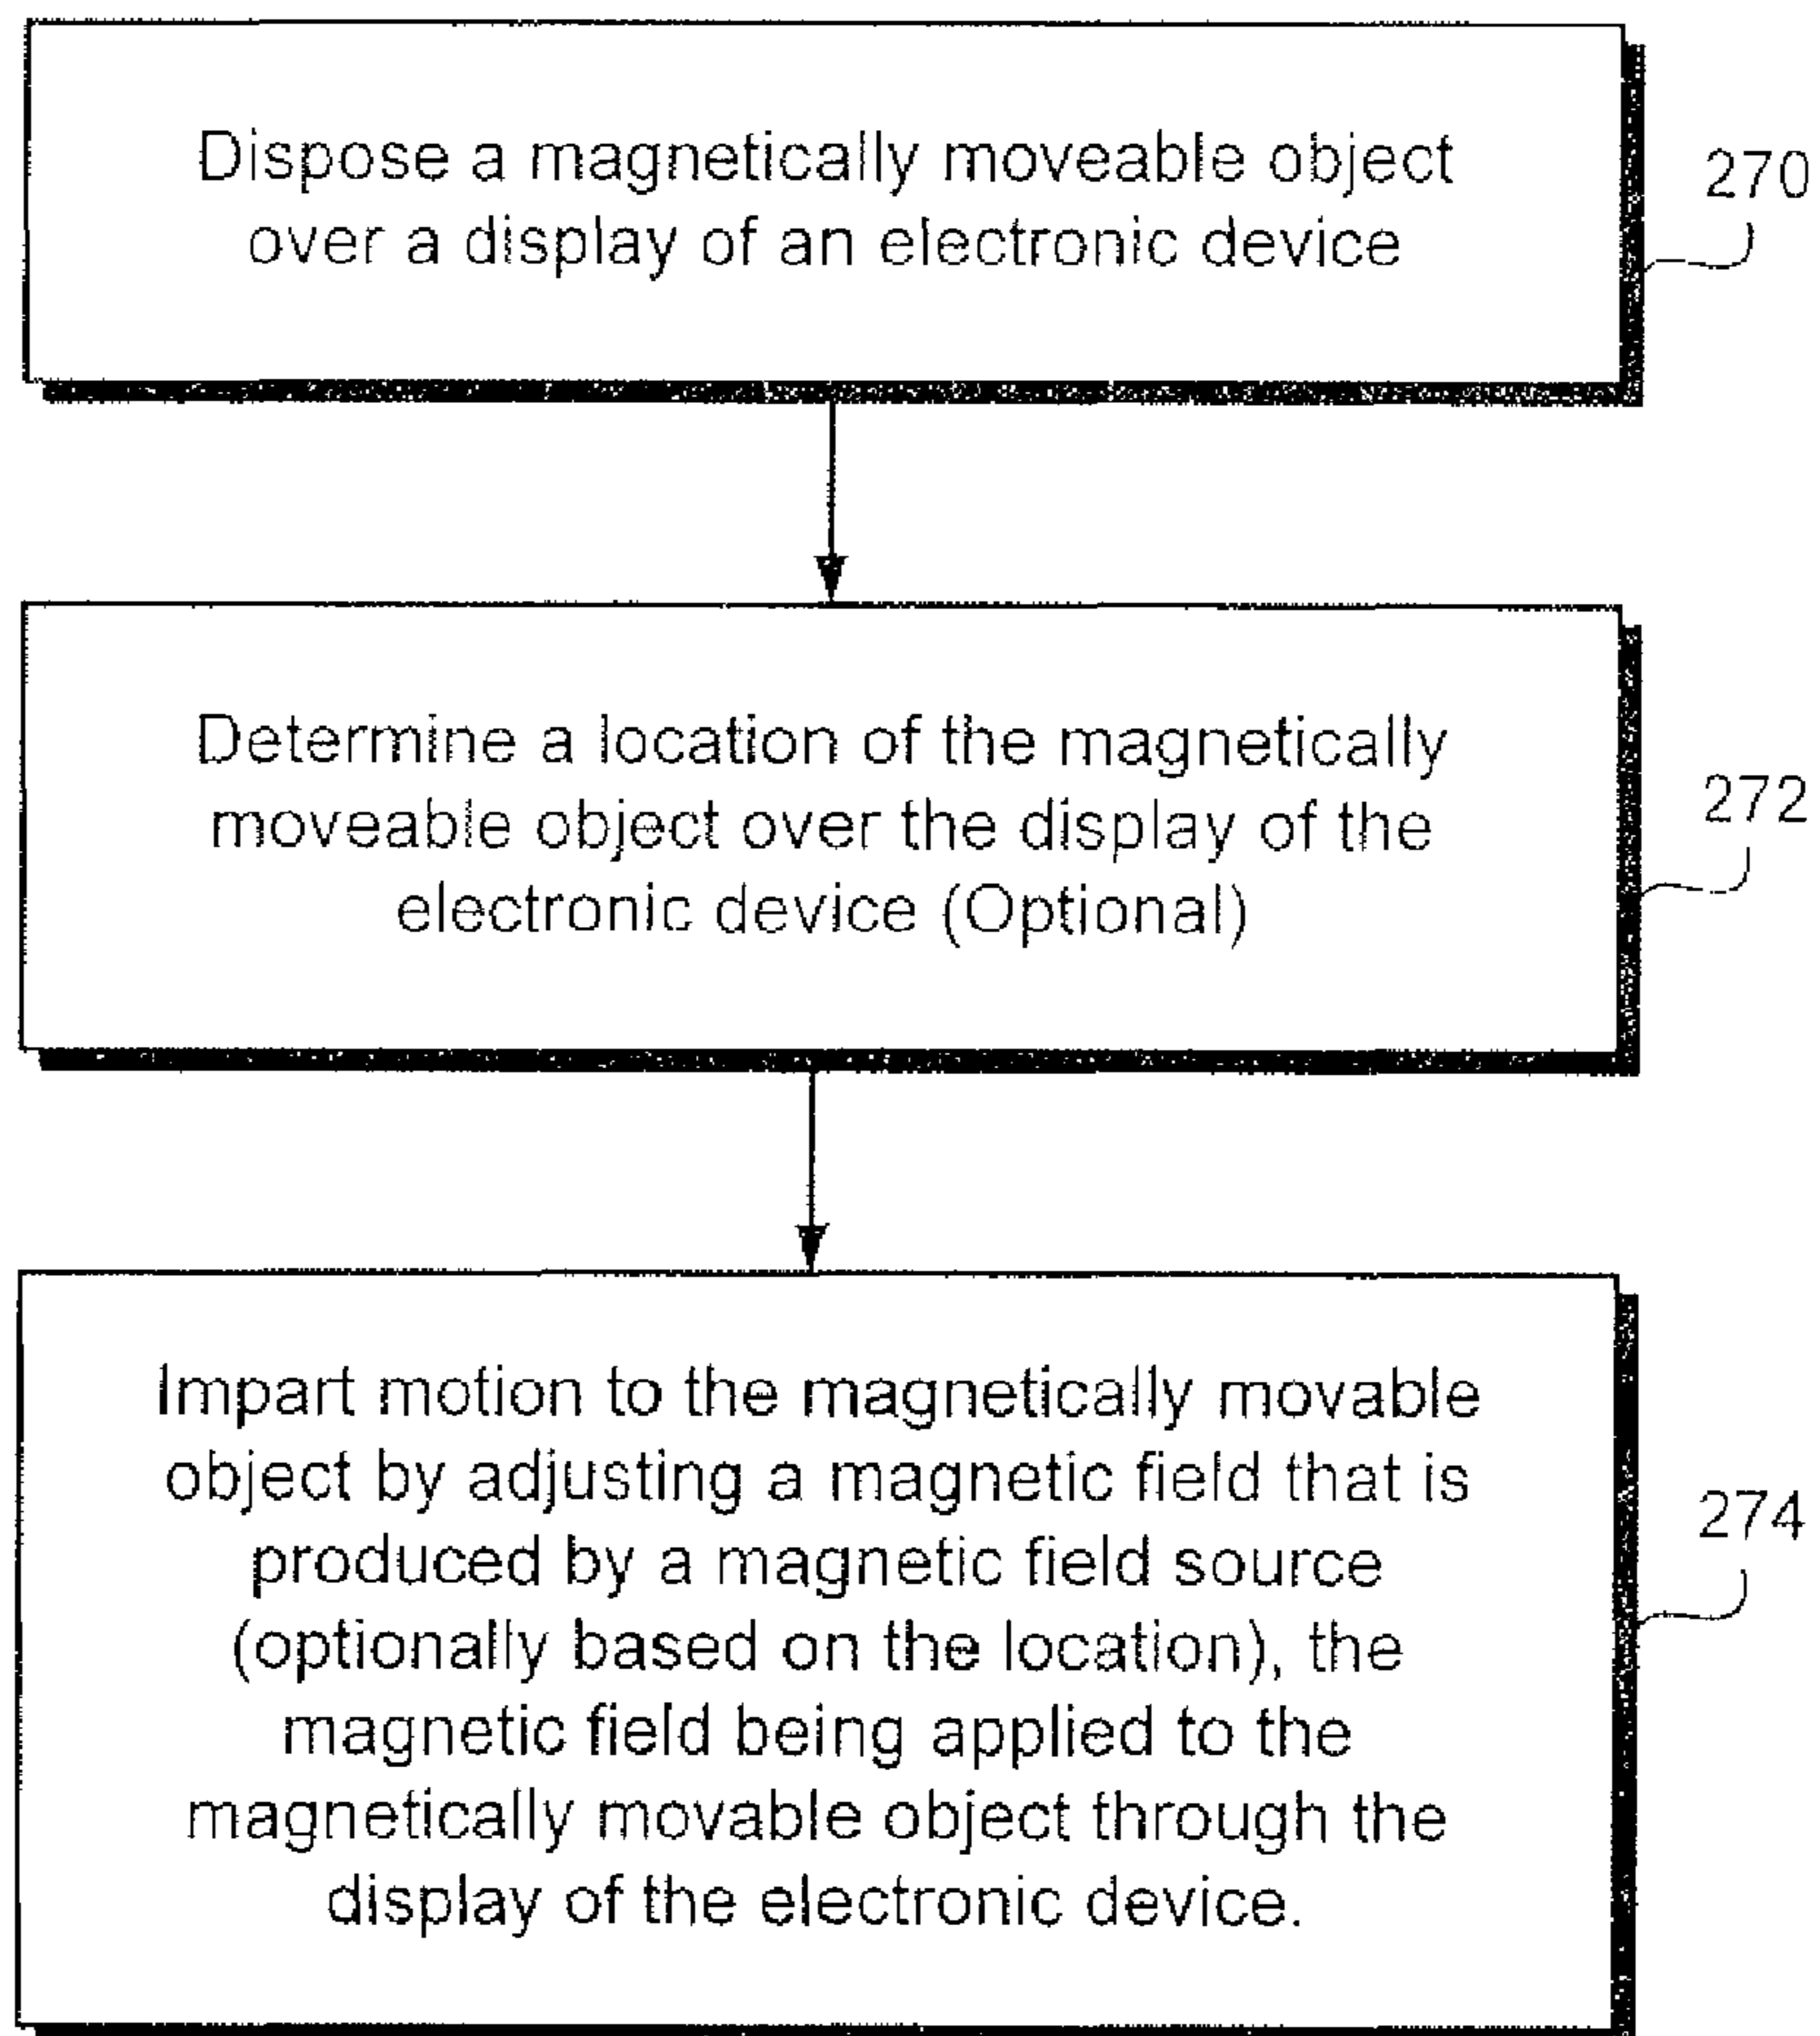 Dispose a magnetically moveable object
over a display of an electronic device
270
Determine a location of the magnetically
moveable object over the display of the
electronic device (Optional)
272
Impart motion to the magnetically movable
object by adjusting a magnetic field that is
produced by a magnetic field source
(optionally based on the location), the
magnetic field being applied to the
magnetically movable object through the
display of the electronic device.
274